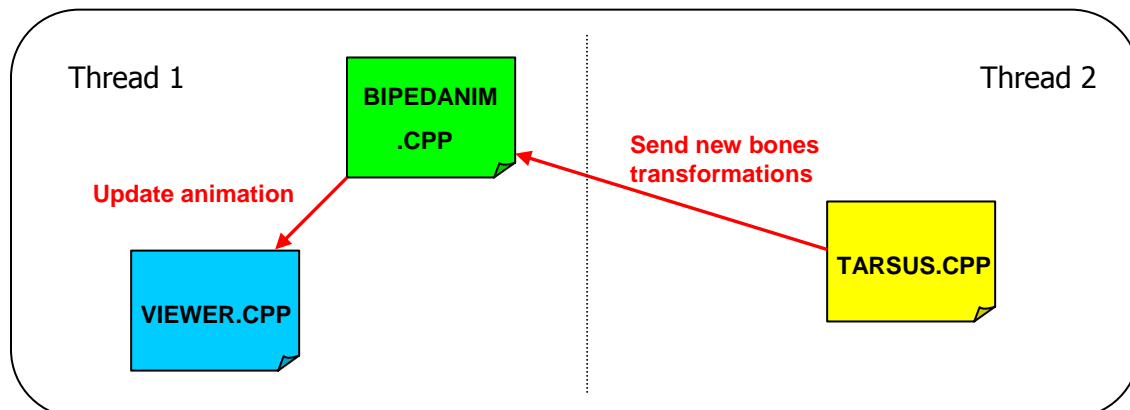 Thread 1
Thread 2
BIPEDANIM
.CPP
Send new bones
transformations
Update animation
TARSUS.CPP
VIEWER.CPP